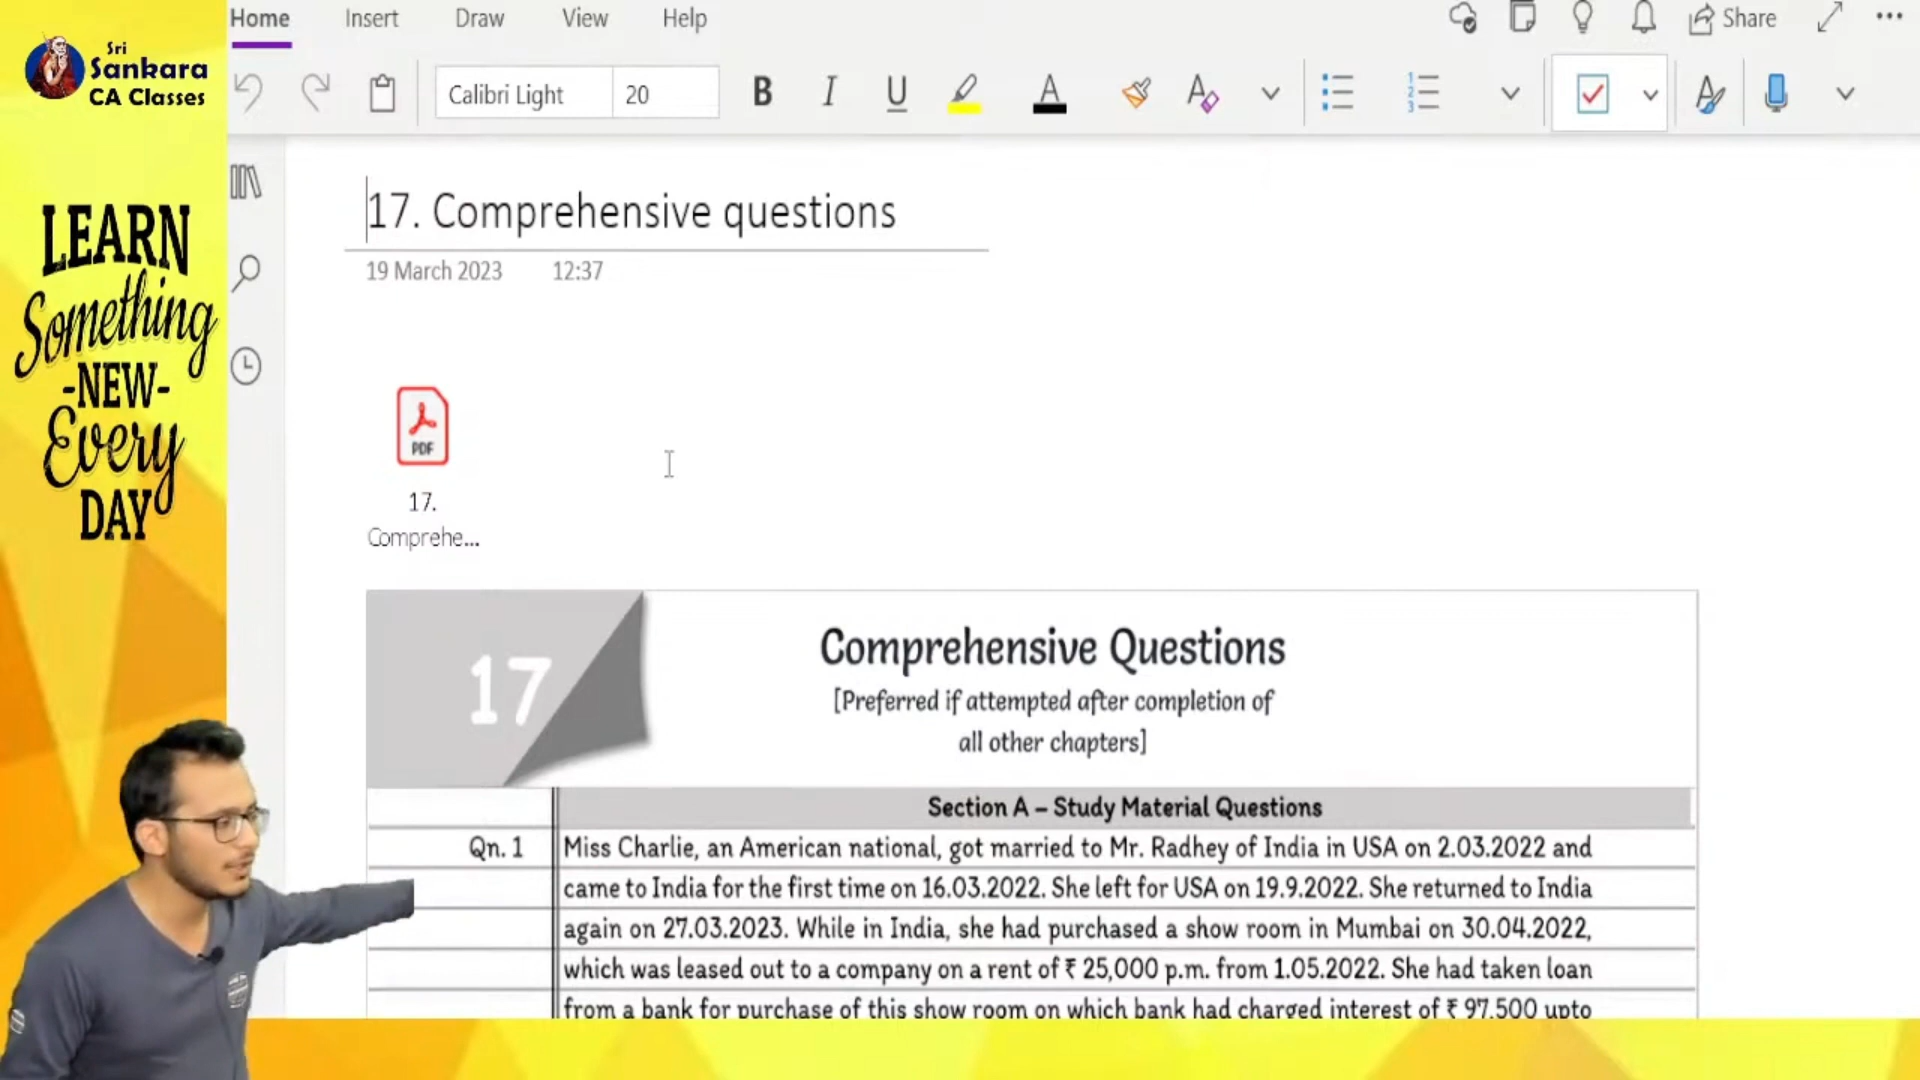 Sri
Sankara
CA Classes
LEARN
Something
-NEW-
Every
DAY
Home Insert Draw View Help Share
Calibri Light 20 B I U A
17. Comprehensive questions
19 March 2023 12:37
PDF
17.
Comprehe...
17
Comprehensive Questions
[Preferred if attempted after completion of
all other chapters]
Section A – Study Material Questions
Qn. 1 Miss Charlie, an American national, got married to Mr. Radhey of India in USA on 2.03.2022 and
came to India for the first time on 16.03.2022. She left for USA on 19.9.2022. She returned to India
again on 27.03.2023. While in India, she had purchased a show room in Mumbai on 30.04.2022,
which was leased out to a company on a rent of ₹ 25,000 p.m. from 1.05.2022. She had taken loan
from a bank for purchase of this show room on which bank had charged interest of ₹ 97,500 upto